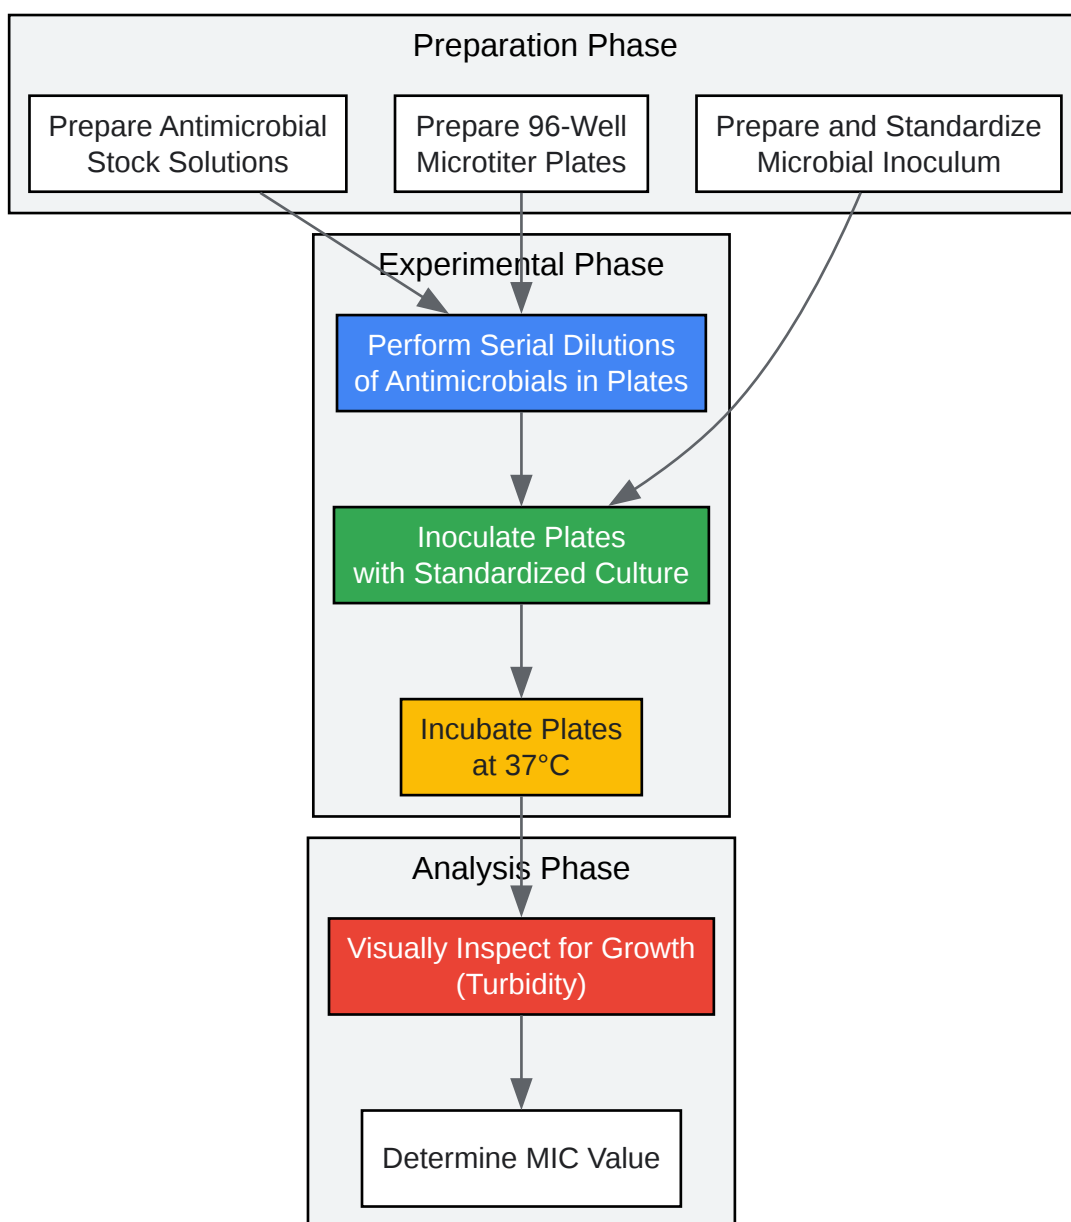 Preparation Phase
Prepare Antimicrobial
Stock Solutions
Prepare 96-Well
Microtiter Plates
Prepare and Standardize
Microbial Inoculum
Experimental Phase
Perform Serial Dilutions
of Antimicrobials in Plates
Inoculate Plates
with Standardized Culture
Incubate Plates
at 37°C
Analysis Phase
Visually Inspect for Growth
(Turbidity)
Determine MIC Value